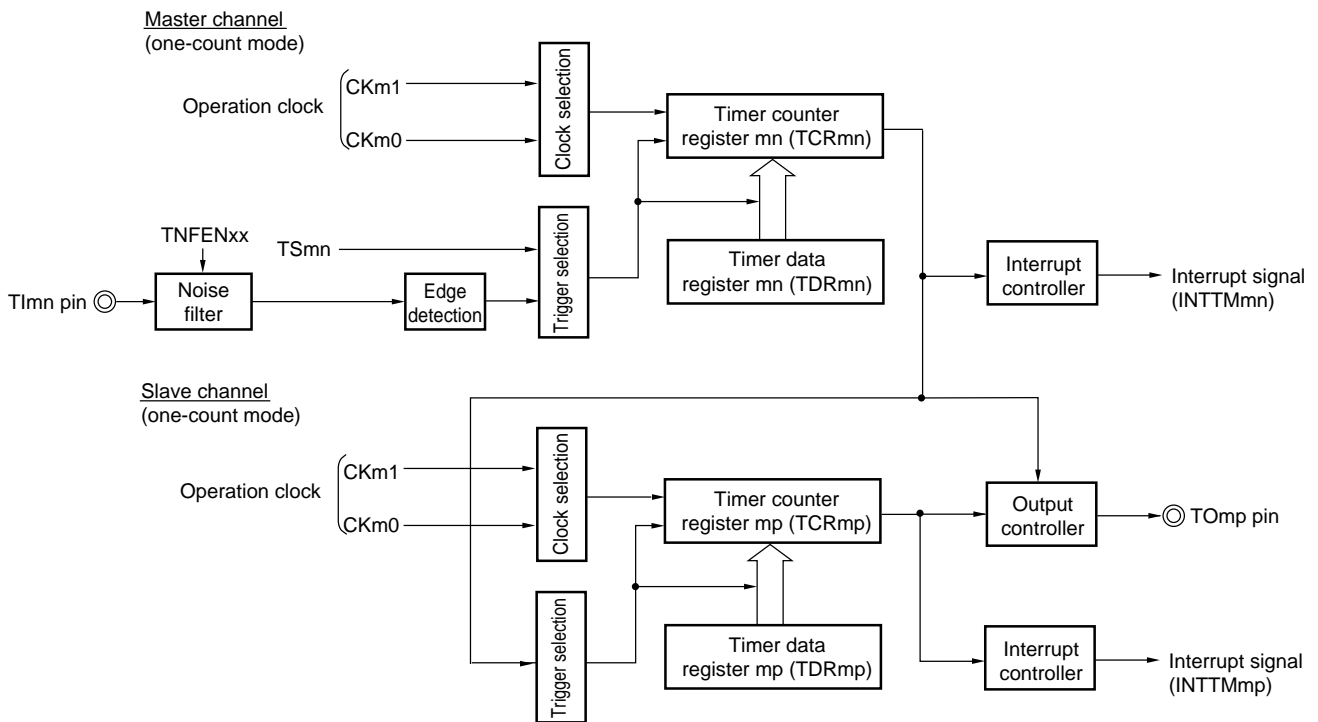 Master channel
(one-count mode)
Operation clock
CKm1
CKm0
Clock selection
Timer counter
register mn (TCRmn)
TNFENxx
TSmn
TImn pin
Noise
filter
Edge
detection
Trigger selection
Timer data
register mn (TDRmn)
Interrupt
controller
Interrupt signal
(INTTMmn)
Slave channel
(one-count mode)
Operation clock
CKm1
CKm0
Clock selection
Timer counter
register mp (TCRmp)
Output
controller
TOmp pin
Trigger selection
Timer data
register mp (TDRmp)
Interrupt
controller
Interrupt signal
(INTTMmp)